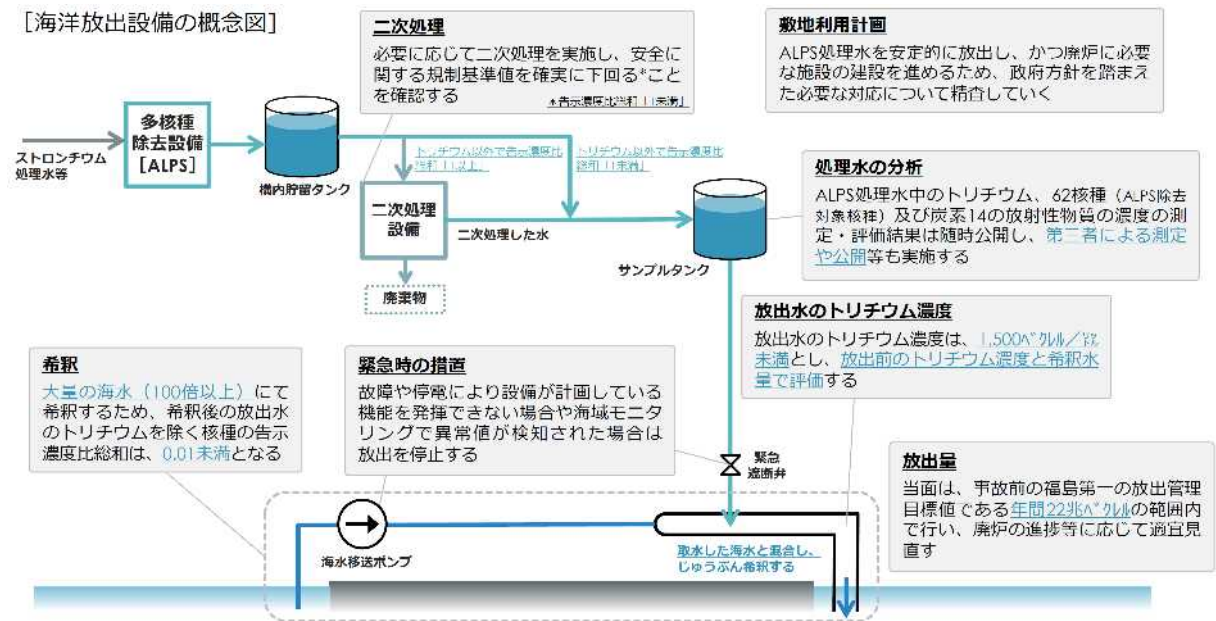 ［海洋放出設備の概念図］
二次処理
必要に応じて二次処理を実施し、安全に
関する規制基準値を確実に下回る*こと
を確認する
*告示濃度比総和「1未満」
敷地利用計画
ALPS処理水を安定的に放出し、かつ廃炉に必要
な施設の建設を進めるため、政府方針を踏まえ
た必要な対応について精査していく
ストロンチウム
処理水等
多核種
除去設備
［ALPS］
構内貯留タンク
トリチウム以外で告示濃度比
総和「1以上」
トリチウム以外で告示濃度比
総和「1未満」
二次処理
設備
二次処理した水
廃棄物
サンプルタンク
処理水の分析
ALPS処理水中のトリチウム、62核種（ALPS除去
対象核種）及び炭素14の放射性物質の濃度の測
定・評価結果は随時公開し、第三者による測定
や公開等も実施する
放出水のトリチウム濃度
放出水のトリチウム濃度は、1,500ﾍﾞｸﾚﾙ／㍑
未満とし、放出前のトリチウム濃度と希釈水
量で評価する
希釈
大量の海水（100倍以上）にて
希釈するため、希釈後の放出水
のトリチウムを除く核種の告示
濃度比総和は、0.01未満となる
緊急時の措置
故障や停電により設備が計画している
機能を発揮できない場合や海域モニタ
リングで異常値が検知された場合は
放出を停止する
緊急
遮断弁
放出量
当面は、事故前の福島第一の放出管理
目標値である年間22兆ﾍﾞｸﾚﾙの範囲内
で行い、廃炉の進捗等に応じて適宜見
直す
海水移送ポンプ
取水した海水と混合し、
じゅうぶん希釈する